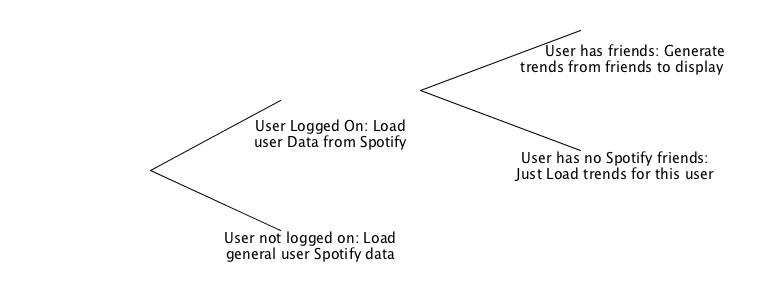 User has friends: Generate
trends from friends to display
User Logged On: Load
user Data from Spotify
User has no Spotify friends:
Just Load trends for this user
User not logged on: Load
general user Spotify data